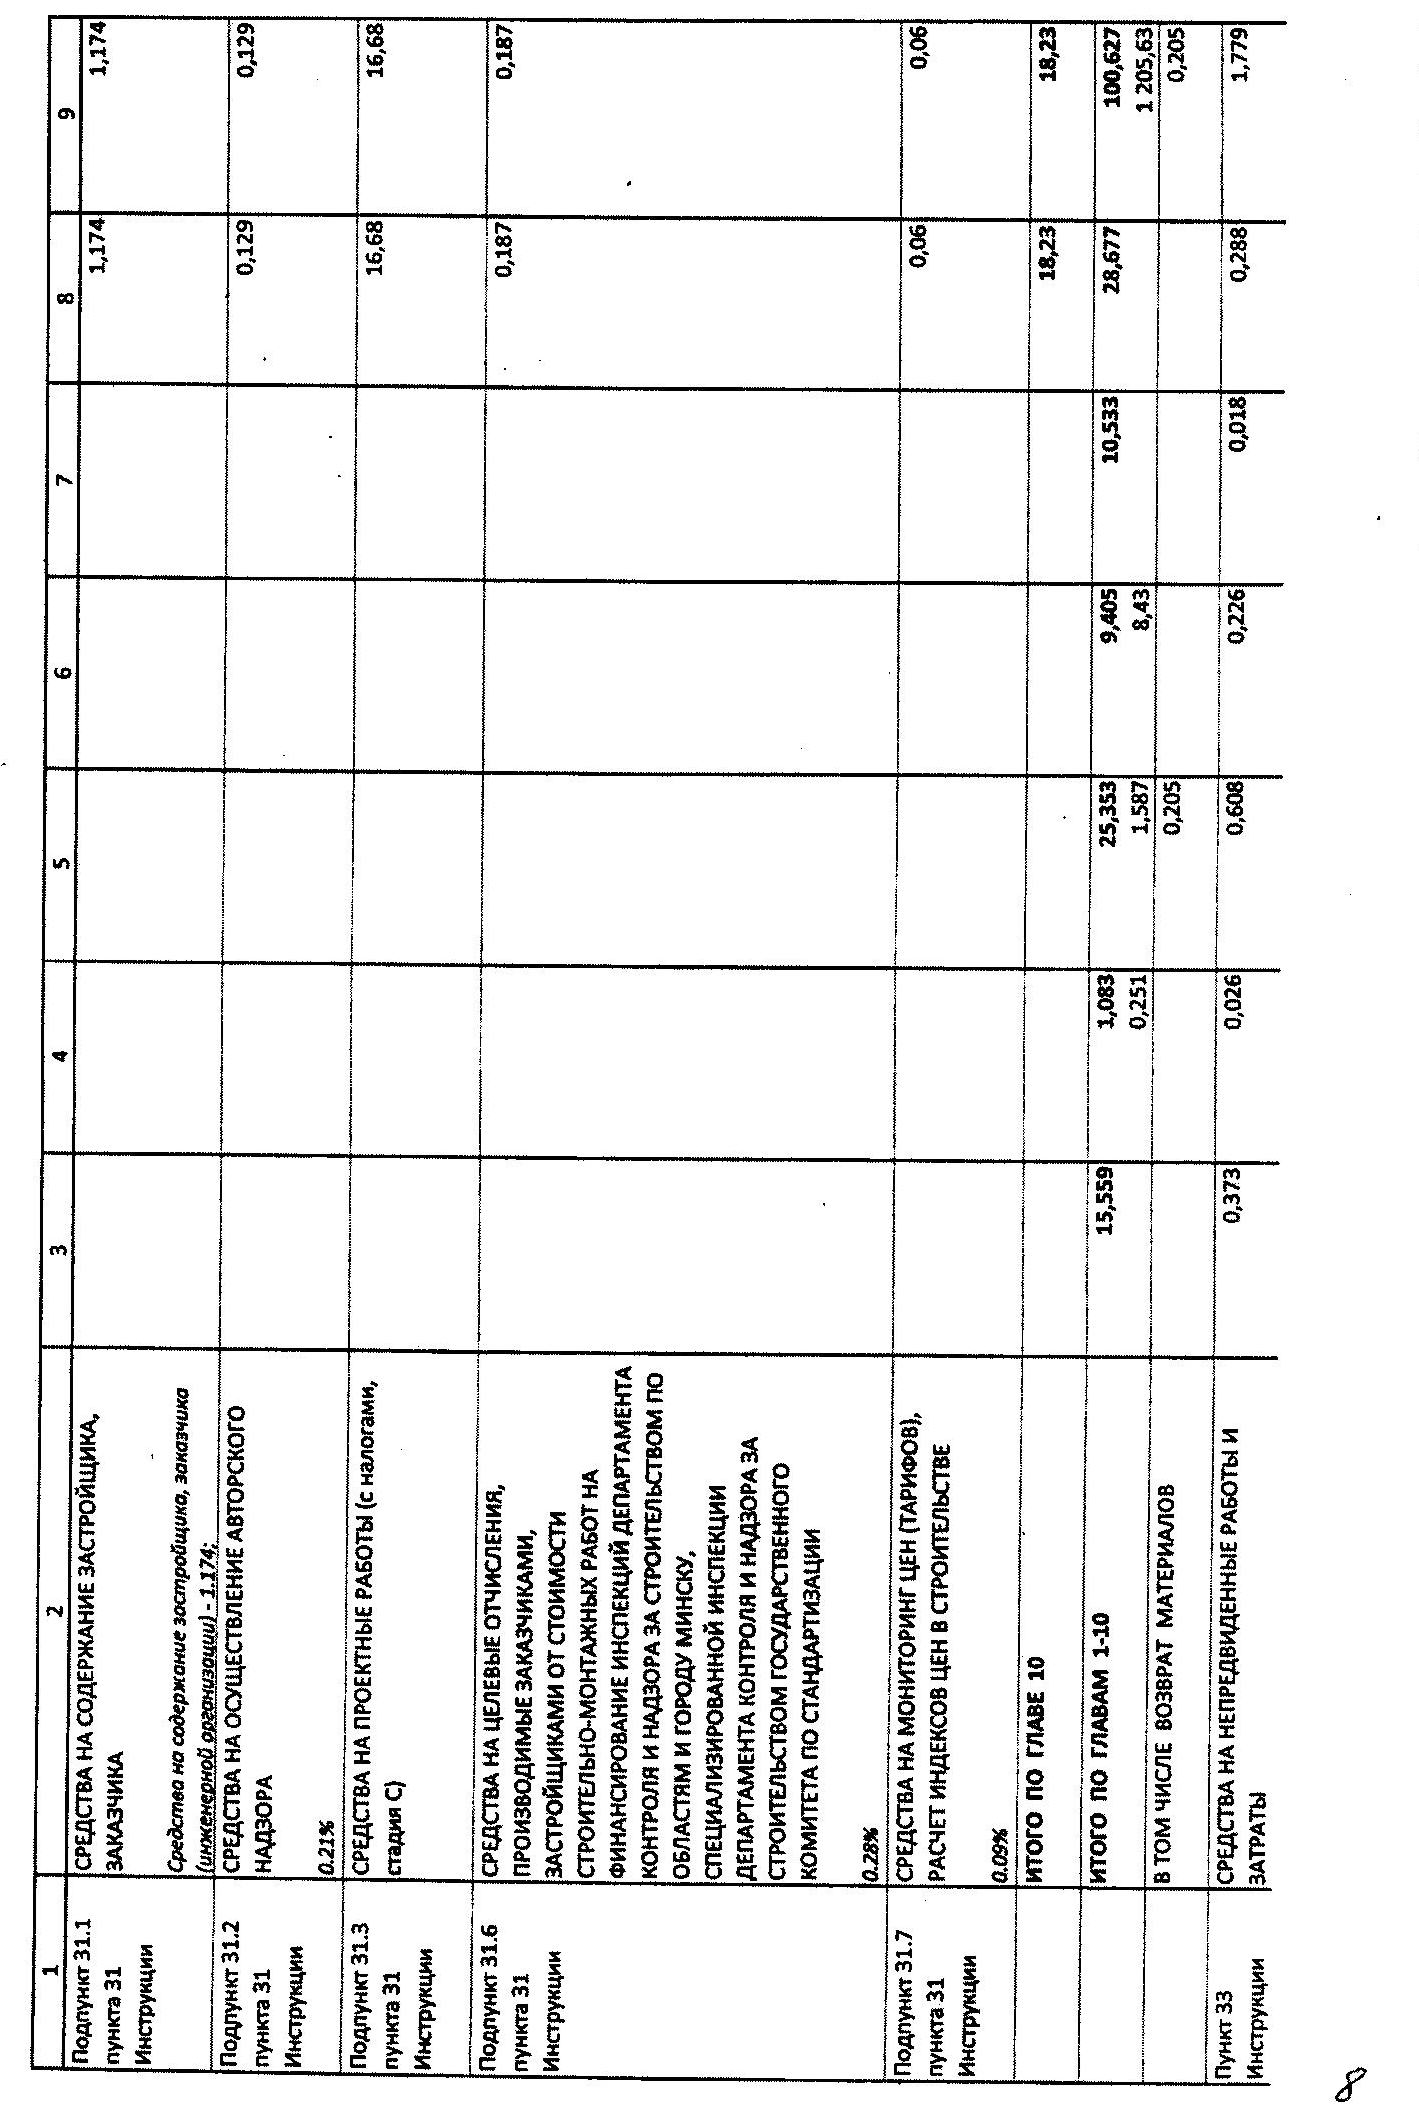 1 2 3 4 5 6 7 8 9
Подпункт 31.1 СРЕДСТВА НА СОДЕРЖАНИЕ ЗАСТРОЙЩИКА, 1,174 1,174
пункта 31 ЗАКАЗЧИКА
Инструкции
Средства на содержание застройщика, заказчика
(инженерной организации) - 1.174;
Подпункт 31.2 СРЕДСТВА НА ОСУЩЕСТВЛЕНИЕ АВТОРСКОГО 0,129 0,129
пункта 31 НАДЗОРА
Инструкции
0.21%
Подпункт 31.3 СРЕДСТВА НА ПРОЕКТНЫЕ РАБОТЫ (с налогами, 16,68 16,68
пункта 31 стадия С)
Инструкции
Подпункт 31.6 СРЕДСТВА НА ЦЕЛЕВЫЕ ОТЧИСЛЕНИЯ, 0,187 0,187
пункта 31 ПРОИЗВОДИМЫЕ ЗАКАЗЧИКАМИ,
Инструкции ЗАСТРОЙЩИКАМИ ОТ СТОИМОСТИ
СТРОИТЕЛЬНО-МОНТАЖНЫХ РАБОТ НА
ФИНАНСИРОВАНИЕ ИНСПЕКЦИЙ ДЕПАРТАМЕНТА
КОНТРОЛЯ И НАДЗОРА ЗА СТРОИТЕЛЬСТВОМ ПО
ОБЛАСТЯМ И ГОРОДУ МИНСКУ,
СПЕЦИАЛИЗИРОВАННОЙ ИНСПЕКЦИИ
ДЕПАРТАМЕНТА КОНТРОЛЯ И НАДЗОРА ЗА
СТРОИТЕЛЬСТВОМ ГОСУДАРСТВЕННОГО
КОМИТЕТА ПО СТАНДАРТИЗАЦИИ
0.28%
Подпункт 31.7 СРЕДСТВА НА МОНИТОРИНГ ЦЕН (ТАРИФОВ), 0,06 0,06
пункта 31 РАСЧЕТ ИНДЕКСОВ ЦЕН В СТРОИТЕЛЬСТВЕ
Инструкции
0.09%
ИТОГО ПО ГЛАВЕ 10 18,23 18,23
ИТОГО ПО ГЛАВАМ 1-10 15,559 1,083 25,353 9,405 10,533 28,677 100,627
0,251 1,587 8,43 1 205,63
В ТОМ ЧИСЛЕ ВОЗВРАТ МАТЕРИАЛОВ 0,205 0,205
Пункт 33 СРЕДСТВА НА НЕПРЕДВИДЕННЫЕ РАБОТЫ И 0,373 0,026 0,608 0,226 0,018 0,288 1,779
Инструкции ЗАТРАТЫ
8